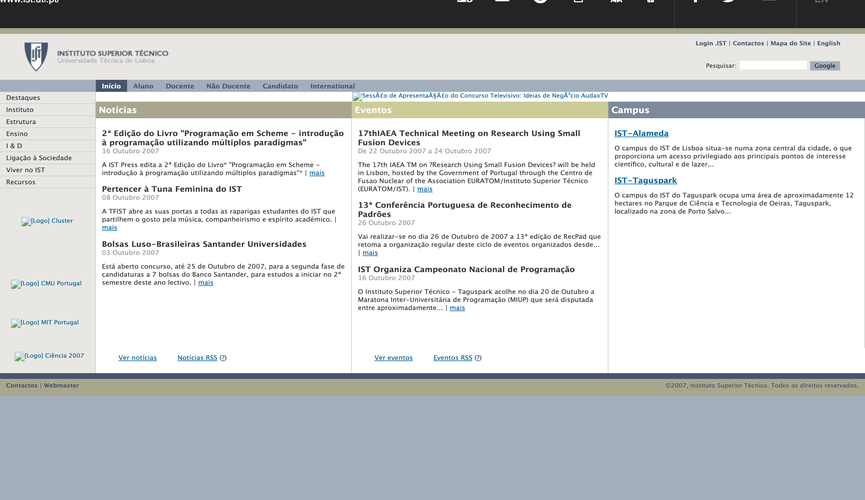 www.ist.utl.pt
EN
INSTITUTO SUPERIOR TÉCNICO
Universidade Técnica de Lisboa
Login .IST | Contactos | Mapa do Site | English
Pesquisar: Google
Início Aluno Docente Não Docente Candidato International
Destaques
Instituto
Estrutura
Ensino
I & D
Ligação à Sociedade
Viver no IST
Recursos
[Logo] Cluster
[Logo] CMU Portugal
[Logo] MIT Portugal
[Logo] Ciência 2007
SessÃ£o de ApresentaÃ§Ã£o do Concurso Televisivo: Ideias de NegÃ³cio AudaxTV
Notícias
2ª Edição do Livro "Programação em Scheme - introdução
à programação utilizando múltiplos paradigmas"
16 Outubro 2007
A IST Press edita a 2ª Edição do Livro* "Programação em Scheme -
introdução à programação utilizando múltiplos paradigmas"* | mais
Pertencer à Tuna Feminina do IST
08 Outubro 2007
A TFIST abre as suas portas a todas as raparigas estudantes do IST que
partilhem o gosto pela música, companheirismo e espírito académico. |
mais
Bolsas Luso-Brasileiras Santander Universidades
03 Outubro 2007
Está aberto concurso, até 25 de Outubro de 2007, para a segunda fase de
candidaturas a 7 bolsas do Banco Santander, para estudos a iniciar no 2º
semestre deste ano lectivo. | mais
Ver notícias Notícias RSS (?)
Eventos
17thIAEA Technical Meeting on Research Using Small
Fusion Devices
De 22 Outubro 2007 a 24 Outubro 2007
The 17th IAEA TM on ?Research Using Small Fusion Devices? will be held
in Lisbon, hosted by the Government of Portugal through the Centro de
Fusao Nuclear of the Association EURATOM/Instituto Superior Técnico
(EURATOM/IST). | mais
13ª Conferência Portuguesa de Reconhecimento de
Padrões
26 Outubro 2007
Vai realizar-se no dia 26 de Outubro de 2007 a 13ª edição de RecPad que
retoma a organização regular deste ciclo de eventos organizados desde...
| mais
IST Organiza Campeonato Nacional de Programação
16 Outubro 2007
O Instituto Superior Técnico - Taguspark acolhe no dia 20 de Outubro a
Maratona Inter-Universitária de Programação (MIUP) que será disputada
entre aproximadamente... | mais
Ver eventos Eventos RSS (?)
Campus
IST-Alameda
O campus do IST de Lisboa situa-se numa zona central da cidade, o que
proporciona um acesso privilegiado aos principais pontos de interesse
científico, cultural e de lazer...
IST-Taguspark
O campus do IST do Taguspark ocupa uma área de aproximadamente 12
hectares no Parque de Ciência e Tecnologia de Oeiras, Taguspark,
localizado na zona de Porto Salvo...
Contactos | Webmaster
©2007, Instituto Superior Técnico. Todos os direitos reservados.